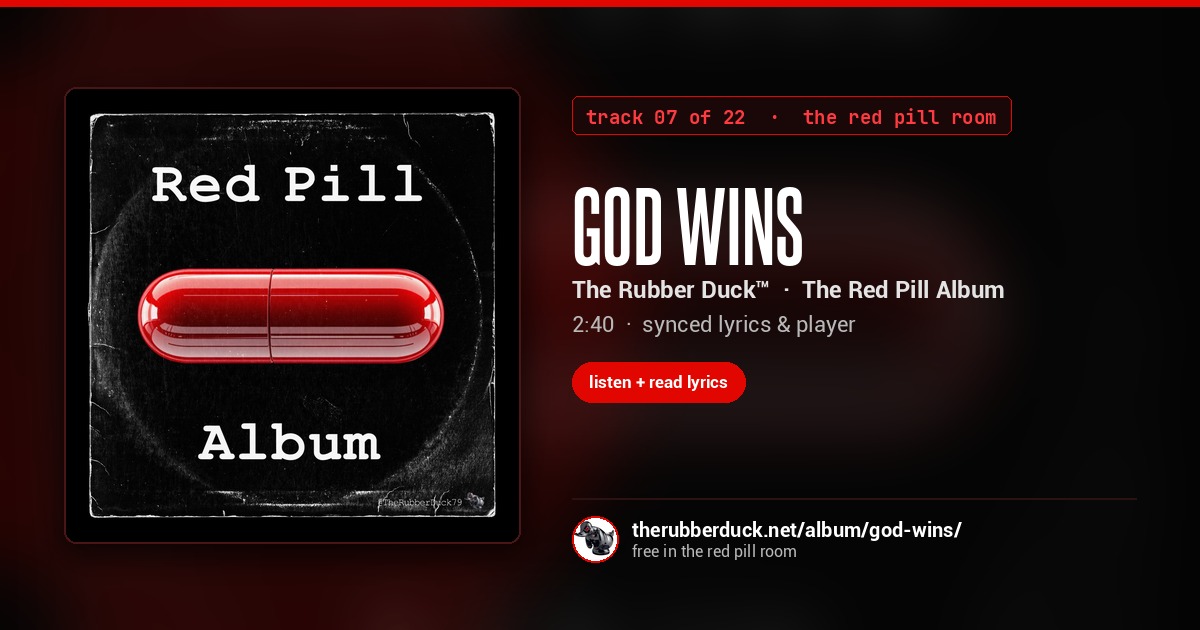 Red Pill
Album
#TheRubberDuck79
track 07 of 22 · the red pill room
GOD WINS
The Rubber Duck™ · The Red Pill Album
2:40 · synced lyrics & player
listen + read lyrics
therubberduck.net/album/god-wins/
free in the red pill room